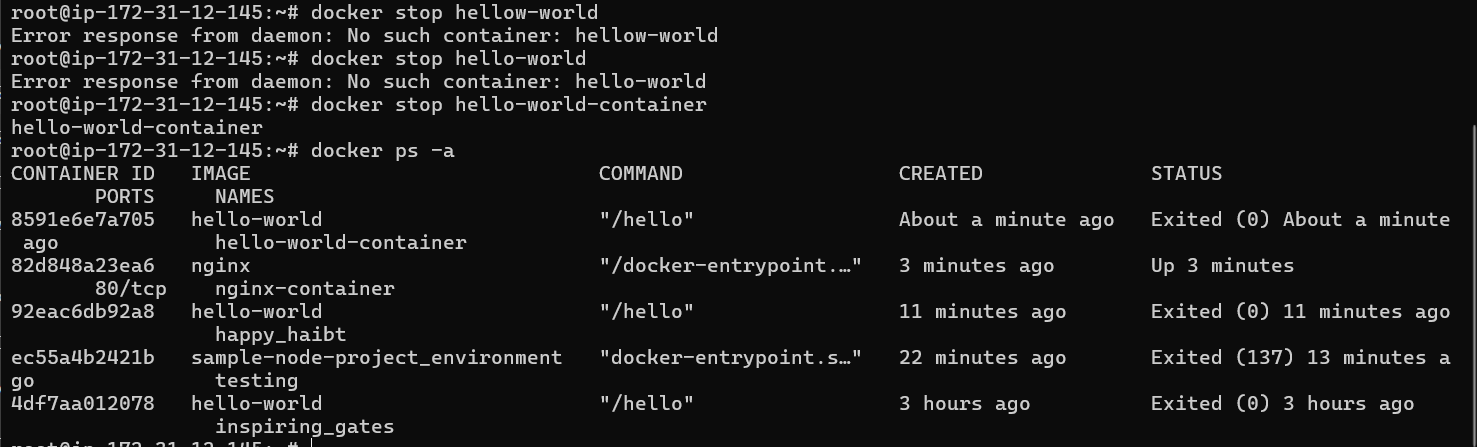 root@ip-172-31-12-145:~# docker stop hellow-world
Error response from daemon: No such container: hellow-world
root@ip-172-31-12-145:~# docker stop hello-world
Error response from daemon: No such container: hello-world
root@ip-172-31-12-145:~# docker stop hello-world-container
hello-world-container
root@ip-172-31-12-145:~# docker ps -a
CONTAINER ID   IMAGE                             COMMAND                  CREATED              STATUS
       PORTS     NAMES
8591e6e7a705   hello-world                       "/hello"                 About a minute ago   Exited (0) About a minute
 ago             hello-world-container
82d848a23ea6   nginx                             "/docker-entrypoint.…"   3 minutes ago        Up 3 minutes
       80/tcp    nginx-container
92eac6db92a8   hello-world                       "/hello"                 11 minutes ago       Exited (0) 11 minutes ago
                 happy_haibt
ec55a4b2421b   sample-node-project_environment   "docker-entrypoint.s…"   22 minutes ago       Exited (137) 13 minutes a
go               testing
4df7aa012078   hello-world                       "/hello"                 3 hours ago          Exited (0) 3 hours ago
                 inspiring_gates
root@ip-172-31-12-145:~#